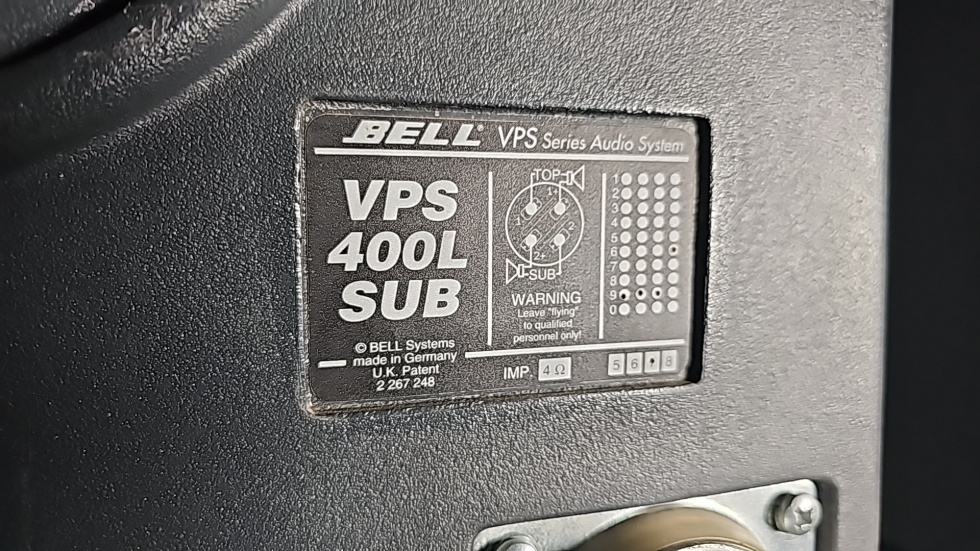 BELL® VPS Series Audio System
VPS
400L
SUB
TOP
1+
2+
SUB
WARNING
Leave "flying"
to qualified
personnel only!
1
2
3
4
5
6
7
8
9
0
© BELL Systems
made in Germany
U.K. Patent
2 267 248
IMP. 4 Ω
5 6 8